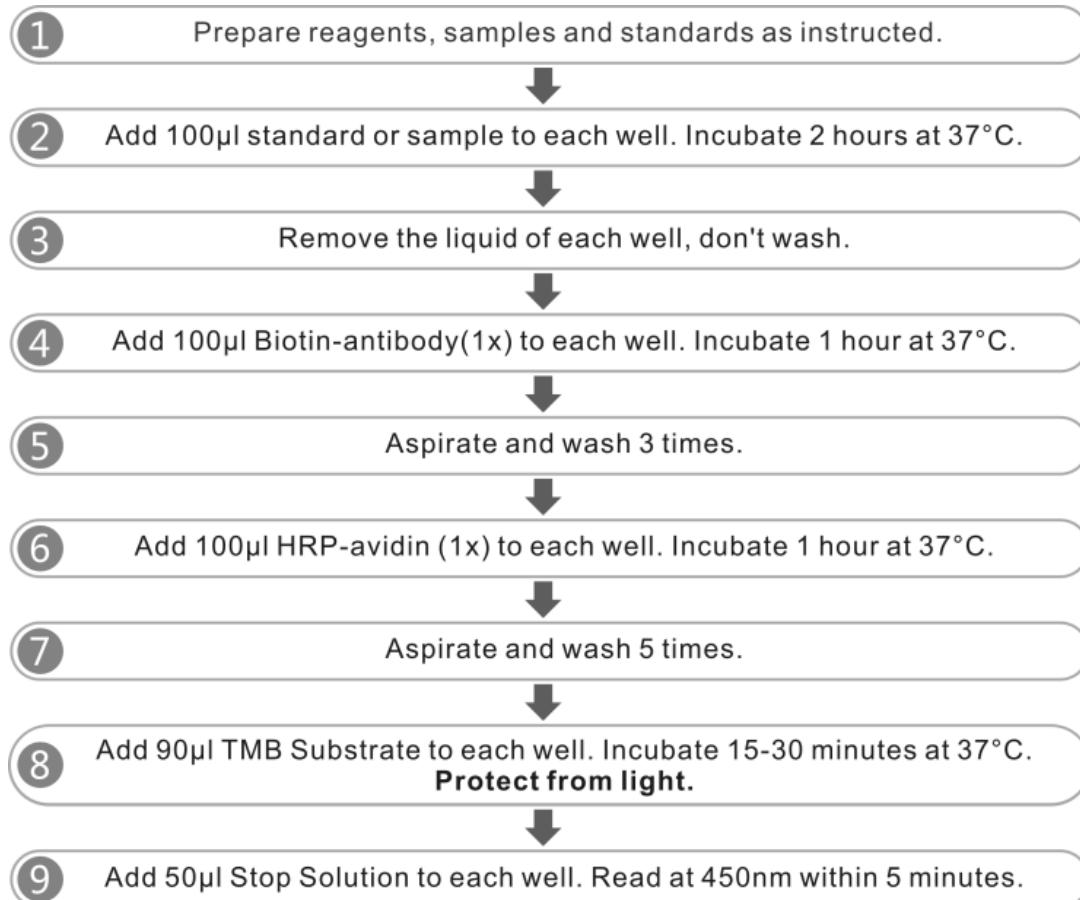 1 Prepare reagents, samples and standards as instructed.
2 Add 100μl standard or sample to each well. Incubate 2 hours at 37°C.
3 Remove the liquid of each well, don't wash.
4 Add 100μl Biotin-antibody(1x) to each well. Incubate 1 hour at 37°C.
5 Aspirate and wash 3 times.
6 Add 100μl HRP-avidin (1x) to each well. Incubate 1 hour at 37°C.
7 Aspirate and wash 5 times.
8 Add 90μl TMB Substrate to each well. Incubate 15-30 minutes at 37°C.
Protect from light.
9 Add 50μl Stop Solution to each well. Read at 450nm within 5 minutes.